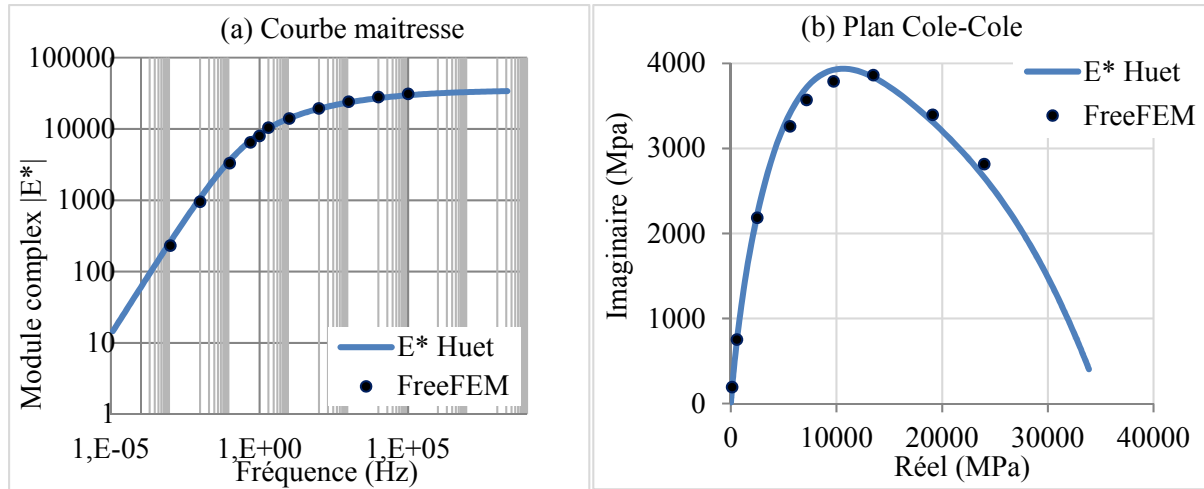 (a) Courbe maitresse
Module complex |E*|
100000
10000
1000
100
10
1
1,E-05
1,E+00
1,E+05
Fréquence (Hz)
E* Huet
FreeFEM
(b) Plan Cole-Cole
Imaginaire (Mpa)
4000
3000
2000
1000
0
0
10000
20000
30000
40000
Réel (MPa)
E* Huet
FreeFEM